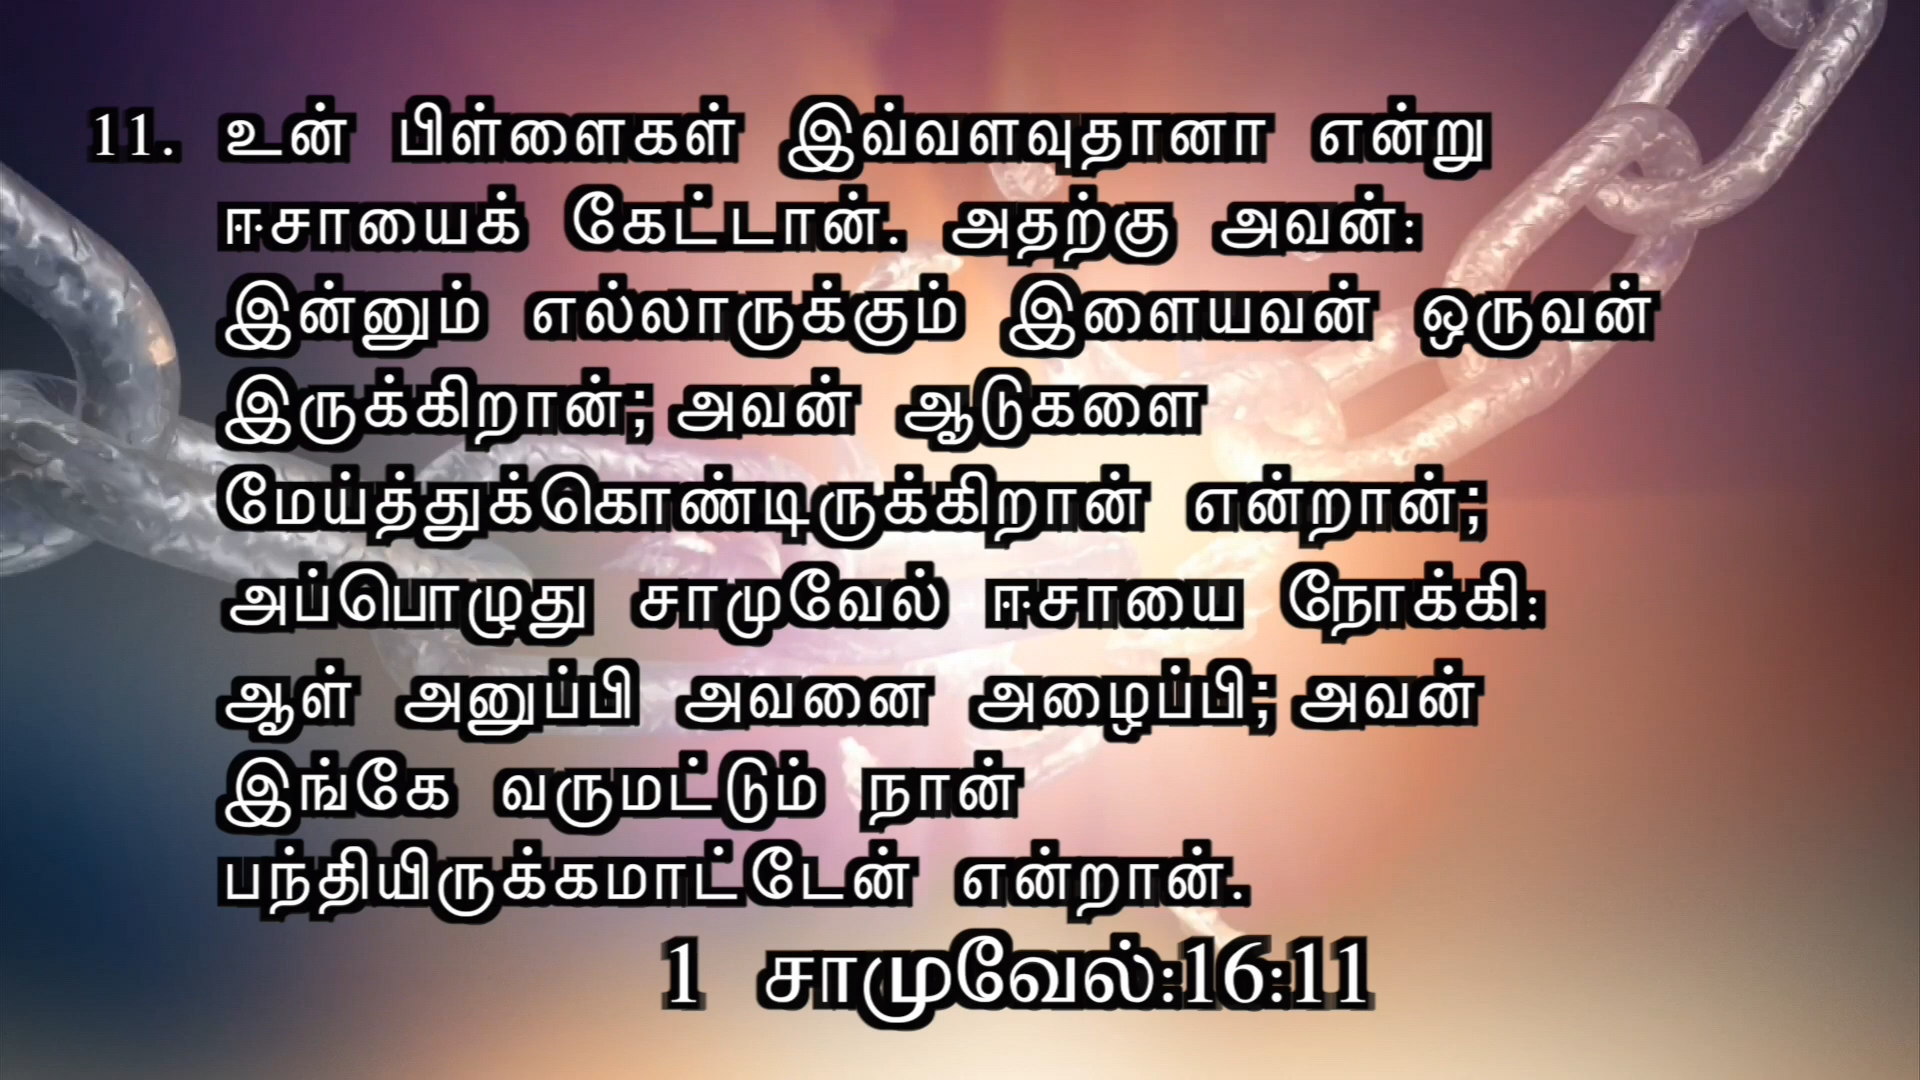 11. உன் பிள்ளைகள் இவ்வளவுதானா என்று
ஈசாயைக் கேட்டான். அதற்கு அவன்:
இன்னும் எல்லாருக்கும் இளையவன் ஒருவன்
இருக்கிறான்; அவன் ஆடுகளை
மேய்த்துக்கொண்டிருக்கிறான் என்றான்;
அப்பொழுது சாமுவேல் ஈசாயை நோக்கி:
ஆள் அனுப்பி அவனை அழைப்பி; அவன்
இங்கே வருமட்டும் நான்
பந்தியிருக்கமாட்டேன் என்றான்.
1 சாமுவேல்:16:11